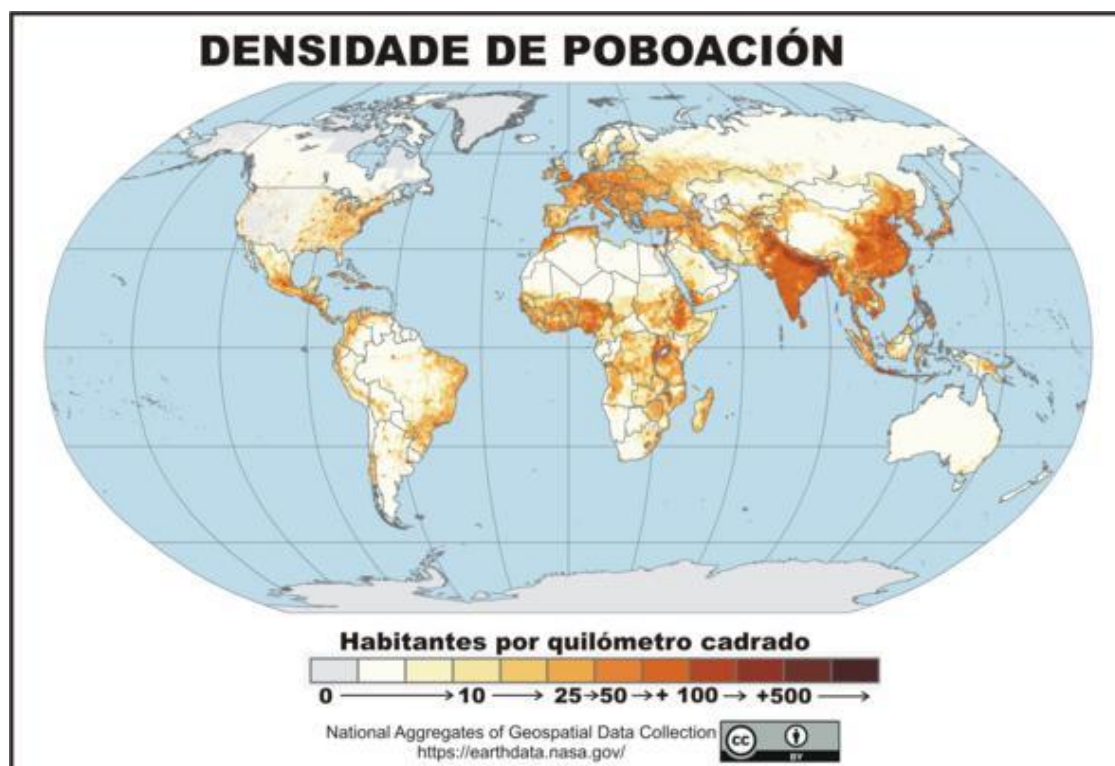 DENSIDADE DE POBOACIÓN
Habitantes por quilómetro cadrado
0 → 10 → 25→50→+ 100→ +500 →
National Aggregates of Geospatial Data Collection
https://earthdata.nasa.gov/
cc
BY